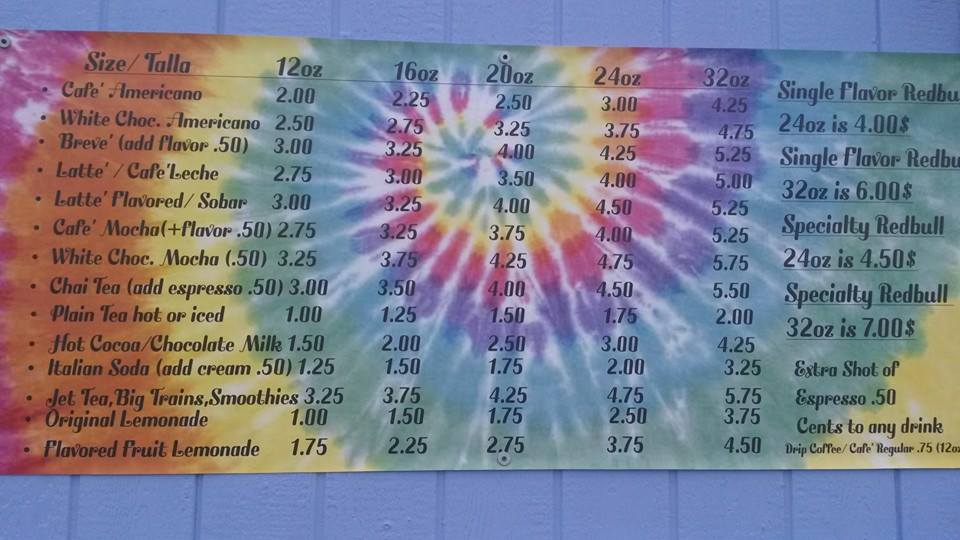 Size/Talla 12oz 16oz 20oz 24oz 32oz
• Cafe' Americano 2.00 2.25 2.50 3.00 4.25
• White Choc. Americano 2.50 2.75 3.25 3.75 4.75
• Breve' (add flavor .50) 3.00 3.25 4.00 4.25 5.25
• Latte' / Cafe'Leche 2.75 3.00 3.50 4.00 5.00
• Latte' Flavored/ Sobar 3.00 3.25 4.00 4.50 5.25
• Cafe' Mocha(+flavor .50) 2.75 3.25 3.75 4.00 5.25
• White Choc. Mocha (.50) 3.25 3.75 4.25 4.75 5.75
• Chai Tea (add espresso .50) 3.00 3.50 4.00 4.50 5.50
• Plain Tea hot or iced 1.00 1.25 1.50 1.75 2.00
• Hot Cocoa/Chocolate Milk 1.50 2.00 2.50 3.00 4.25
• Italian Soda (add cream .50) 1.25 1.50 1.75 2.00 3.25
• Jet Tea,Big Trains,Smoothies 3.25 3.75 4.25 4.75 5.75
• Original Lemonade 1.00 1.50 1.75 2.50 3.75
• Flavored Fruit Lemonade 1.75 2.25 2.75 3.75 4.50
Single Flavor Redbu
24oz is 4.00$
Single Flavor Redbu
32oz is 6.00$
Specialty Redbull
24oz is 4.50$
Specialty Redbull
32oz is 7.00$
Extra Shot of
Espresso .50
Cents to any drink
Drip Coffee/ Cafe' Regular .75 (12oz